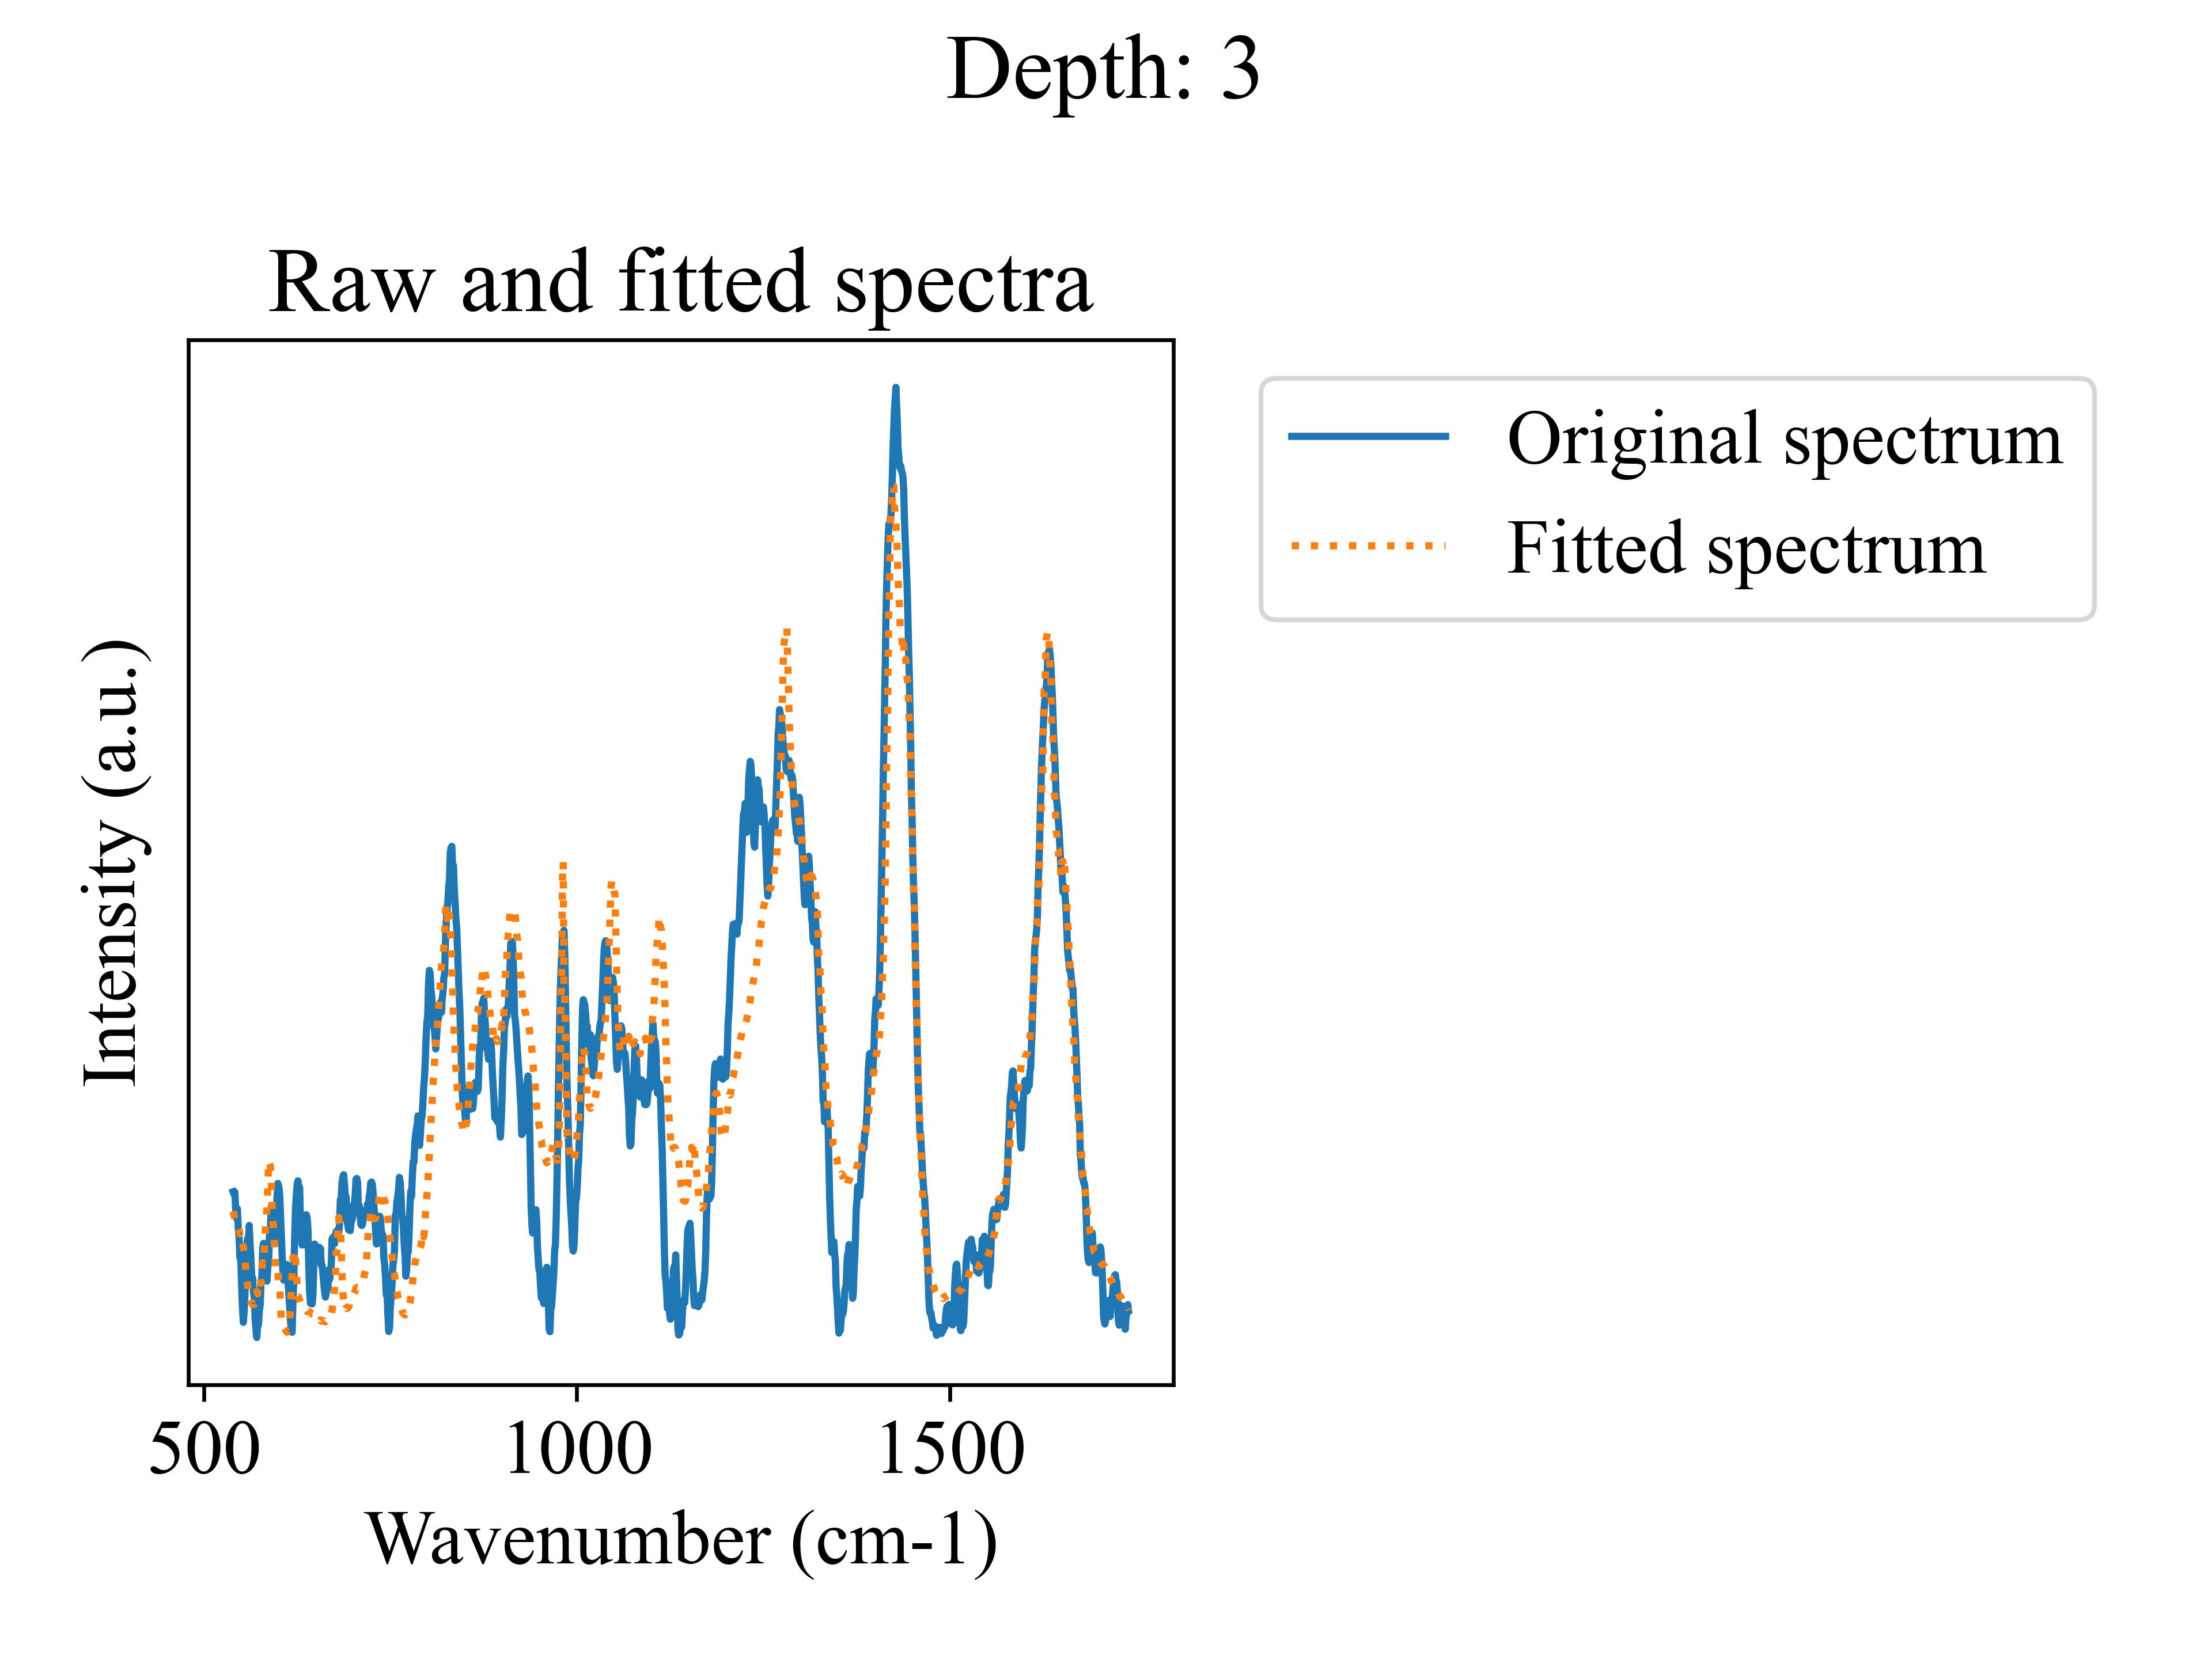 Depth: 3
Raw and fitted spectra
Original spectrum
Fitted spectrum
Intensity (a.u.)
500 1000 1500
Wavenumber (cm-1)